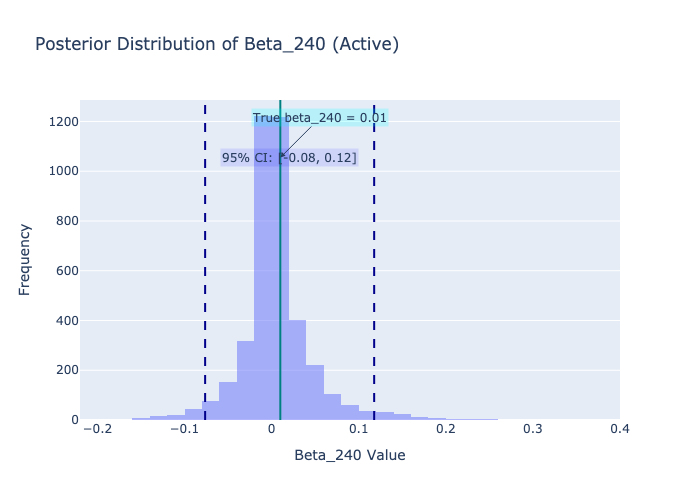 Posterior Distribution of Beta_240 (Active)
True beta_240 = 0.01
95% CI: [-0.08, 0.12]
1200
1000
800
600
400
200
0
Frequency
−0.2
−0.1
0
0.1
0.2
0.3
0.4
Beta_240 Value